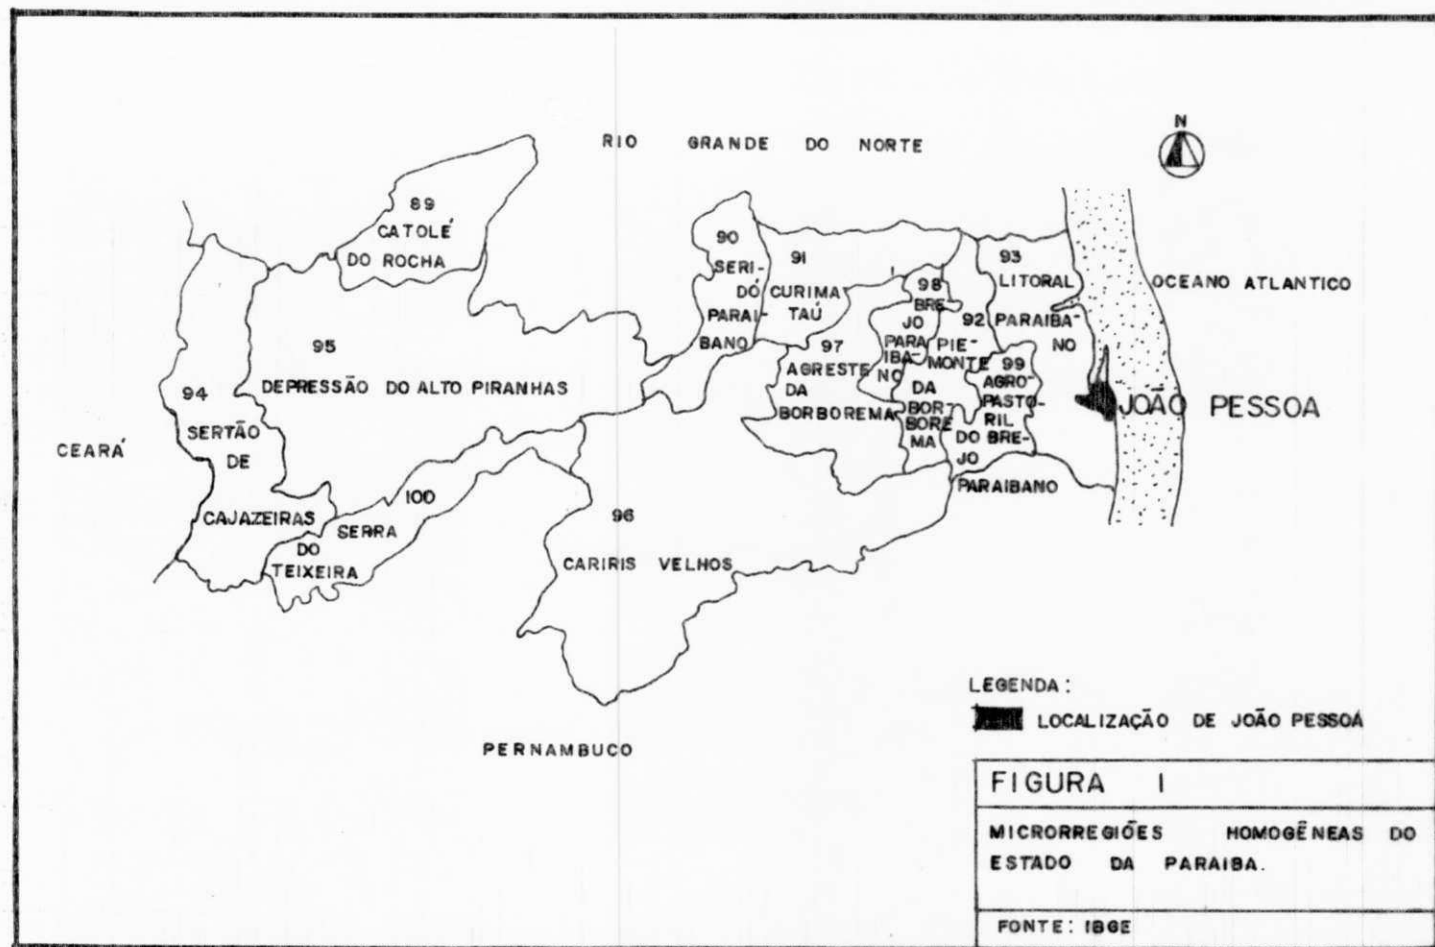 RIO GRANDE DO NORTE
N
89
CATOLÉ
DO ROCHA
90
SERI-
DÓ
PARAI-
BANO
91
CURIMA-
TAÚ
93
LITORAL
PARAIBA-
NO
OCEANO ATLANTICO
98
BRE-
JO
PARA
IBA-
NO
92
PIE-
MONTE
DA
BOR-
BORE
MA
95
DEPRESSÃO DO ALTO PIRANHAS
97
AGRESTE
DA
BORBOREMA
99
AGRO-
PASTO-
RIL
DO BRE-
JO
PARAIBANO
JOÃO PESSOA
94
SERTÃO
DE
CAJAZEIRAS
CEARÁ
100
SERRA
DO
TEIXEIRA
96
CARIRIS VELHOS
PERNAMBUCO
LEGENDA:
LOCALIZAÇÃO DE JOÃO PESSOA
FIGURA I
MICRORREGIÕES HOMOGÊNEAS DO
ESTADO DA PARAIBA.
FONTE: IBGE